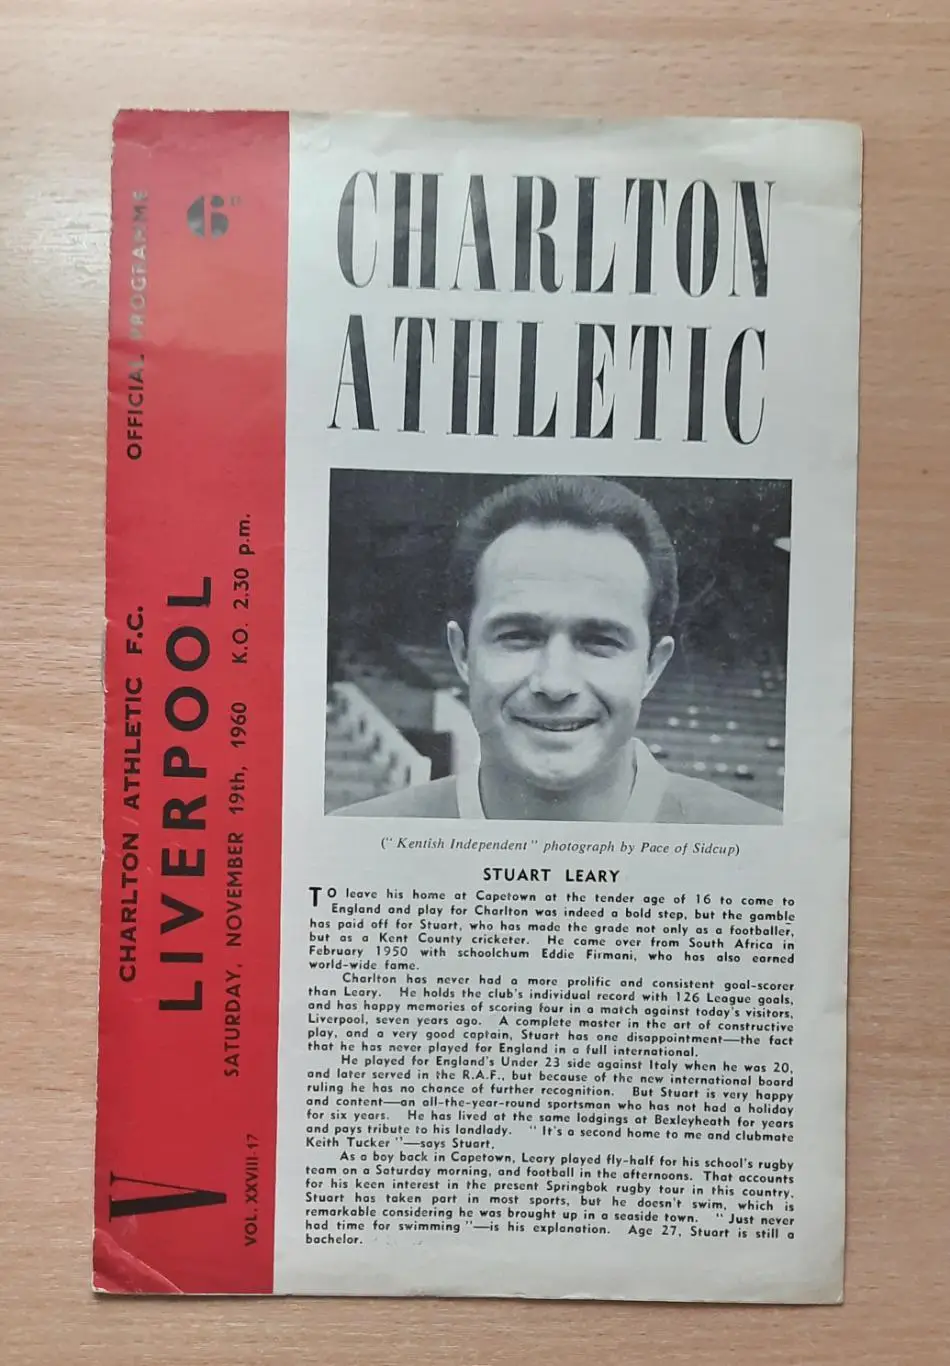 OFFICIAL PROGRAMME
6D
CHARLTON ATHLETIC F.C.
V LIVERPOOL
SATURDAY, NOVEMBER 19th, 1960 K.O. 2.30 p.m.
VOL. XXVIII-17
CHARLTON
ATHLETIC
("Kentish Independent" photograph by Pace of Sidcup)
STUART LEARY
TO leave his home at Capetown at the tender age of 16 to come to
England and play for Charlton was indeed a bold step, but the gamble
has paid off for Stuart, who has made the grade not only as a footballer,
but as a Kent County cricketer. He came over from South Africa in
February 1950 with schoolchum Eddie Firmani, who has also earned
world-wide fame.
Charlton has never had a more prolific and consistent goal-scorer
than Leary. He holds the club's individual record with 126 League goals,
and has happy memories of scoring four in a match against today's visitors,
Liverpool, seven years ago. A complete master in the art of constructive
play, and a very good captain, Stuart has one disappointment—the fact
that he has never played for England in a full international.
He played for England's Under 23 side against Italy when he was 20,
and later served in the R.A.F., but because of the new international board
ruling he has no chance of further recognition. But Stuart is very happy
and content—an all-the-year-round sportsman who has not had a holiday
for six years. He has lived at the same lodgings at Bexleyheath for years
and pays tribute to his landlady. "It's a second home to me and clubmate
Keith Tucker"—says Stuart.
As a boy back in Capetown, Leary played fly-half for his school's rugby
team on a Saturday morning, and football in the afternoons. That accounts
for his keen interest in the present Springbok rugby tour in this country.
Stuart has taken part in most sports, but he doesn't swim, which is
remarkable considering he was brought up in a seaside town. "Just never
had time for swimming"—is his explanation. Age 27, Stuart is still a
bachelor.